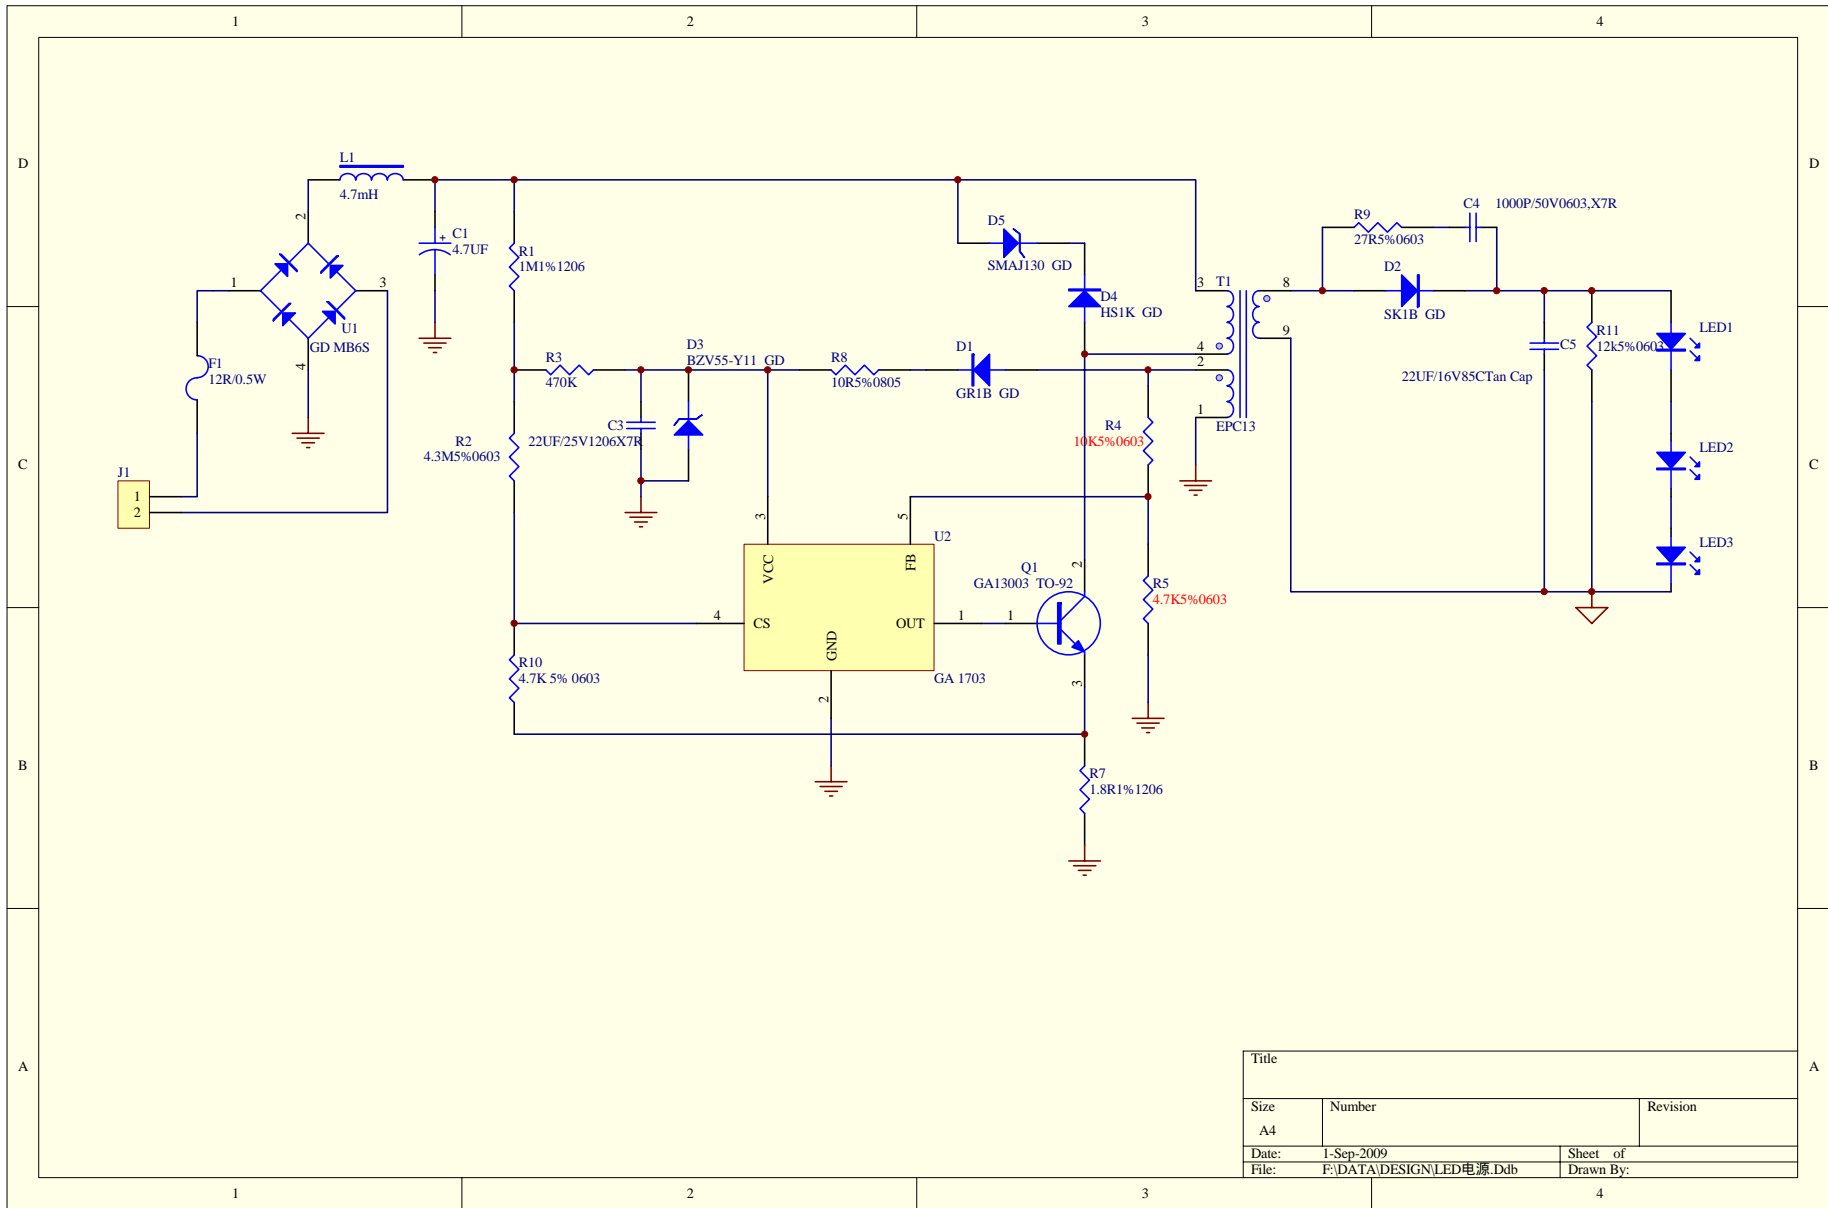 1 2 3 4
D D
L1
4.7mH
C1
+
4.7UF
R1
1M1%1206
D5
SMAJ130 GD
D4
HS1K GD
R9
27R5%0603
C4 1000P/50V0603,X7R
D2
SK1B GD
2
1 3
U1
GD MB6S
4
F1
12R/0.5W
3 T1 8
9
4
2
1
EPC13
R11
12k5%0603
C5
22UF/16V85CTan Cap
LED1
LED2
LED3
D3
BZV55-Y11 GD
R3
470K
R8
10R5%0805
D1
GR1B GD
C3
22UF/25V1206X7R
R2
4.3M5%0603
R4
10K5%0603
C C
J1
1
2
3 5
U2
VCC FB
Q1
GA13003 TO-92
2
R5
4.7K5%0603
4 CS OUT 1 1
GND
R10
4.7K 5% 0603
GA 1703
2
3
R7
1.8R1%1206
B B
A A
Title
Size Number Revision
A4
Date: 1-Sep-2009 Sheet of
File: F:\DATA\DESIGN\LED电源.Ddb Drawn By:
1 2 3 4